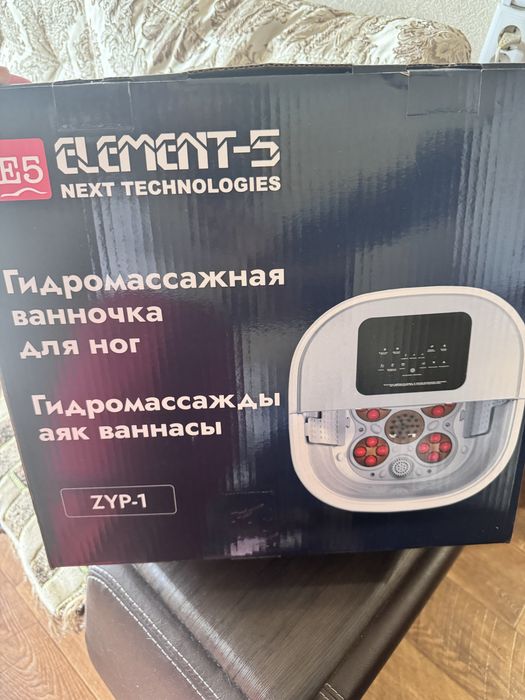 E5
ELEMENT-5
NEXT TECHNOLOGIES
Гидромассажная
ванночка
для ног
Гидромассажды
аяк ваннасы
ZYP-1